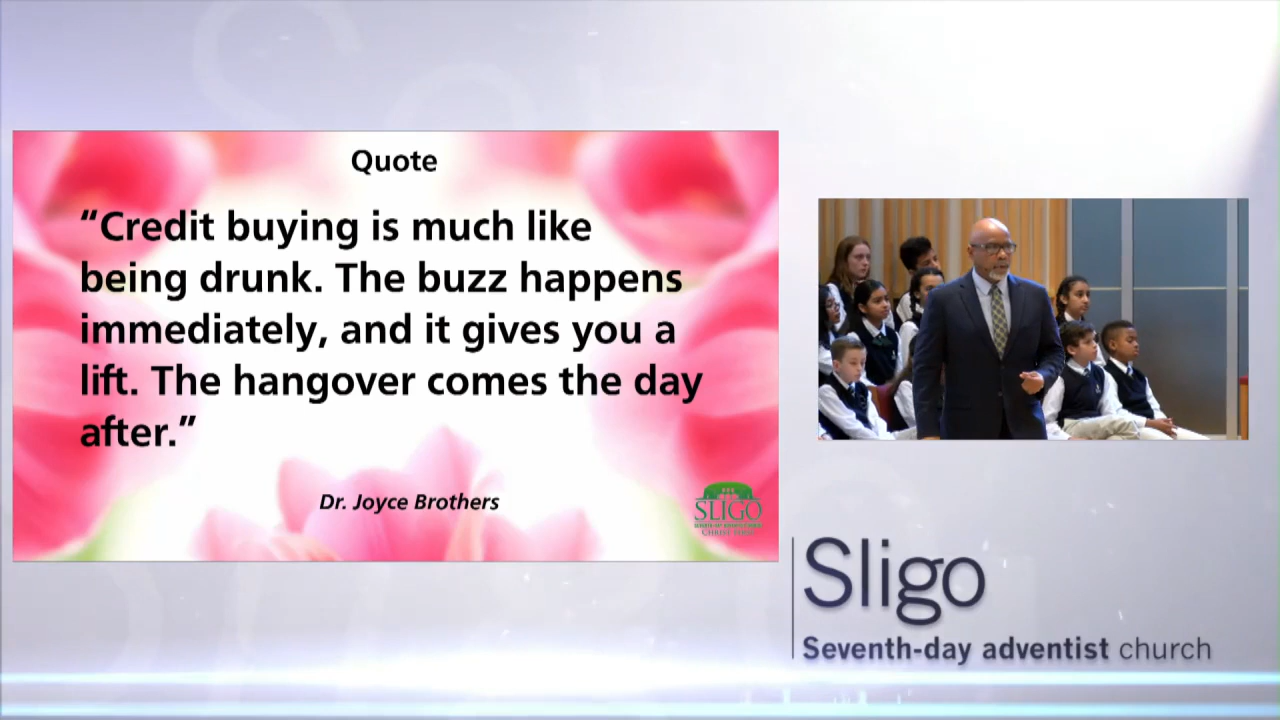 Quote
“Credit buying is much like
being drunk. The buzz happens
immediately, and it gives you a
lift. The hangover comes the day
after.”
Dr. Joyce Brothers
SLIGO
Sligo
Seventh-day adventist church